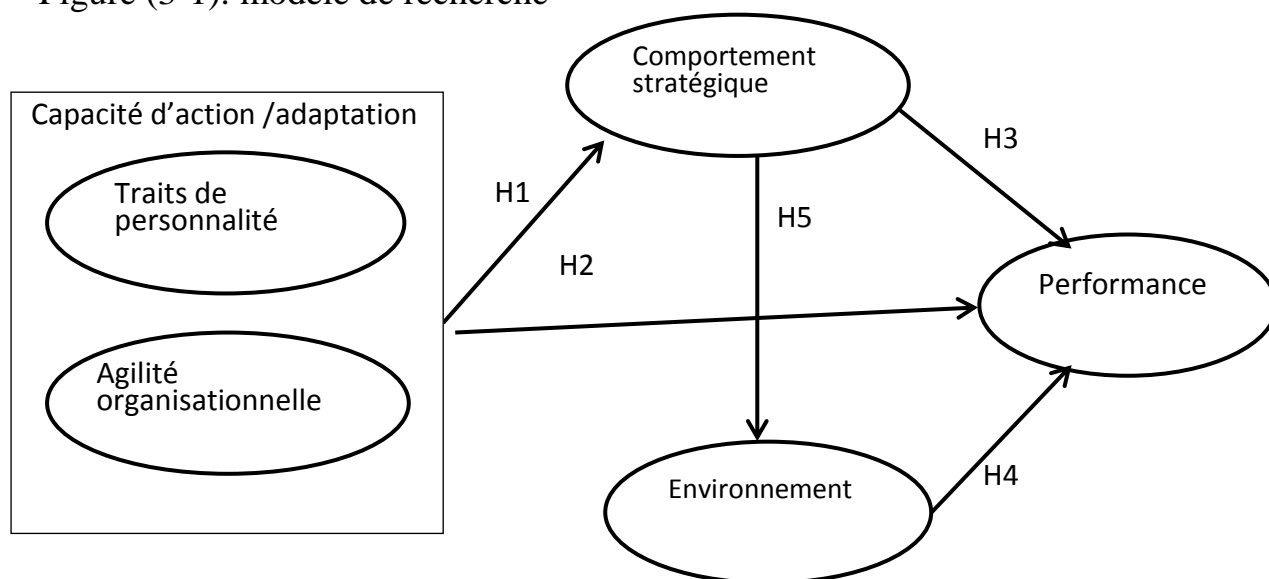 Figure (3-1): modèle de recherche
Comportement
stratégique
Capacité d’action /adaptation
Traits de
personnalité
Agilité
organisationnelle
H1
H2
H3
H5
Performance
Environnement
H4